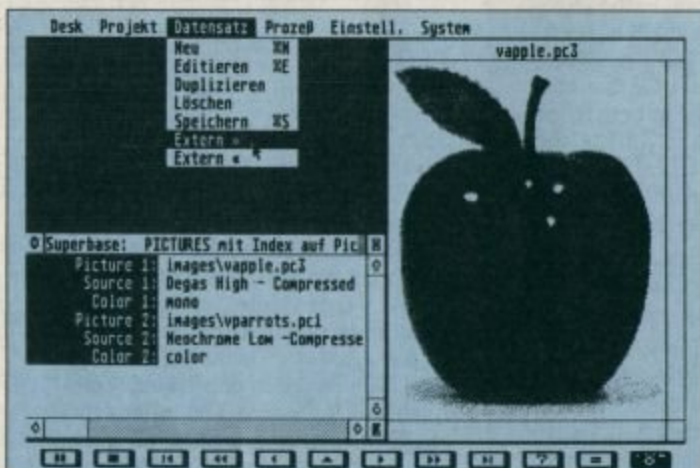 Desk Projekt Datensatz Prozeß Einstell. System
Neu ⌘N
Editieren ⌘E
Duplizieren
Löschen
Speichern ⌘S
Extern »
Extern «
vapple.pc3
Superbase: PICTURES mit Index auf Pic
Picture 1: images\vapple.pc3
Source 1: Degas High - Compressed
Color 1: mono
Picture 2: images\vparrots.pc1
Source 2: Neochrome Low -Compresse
Color 2: color